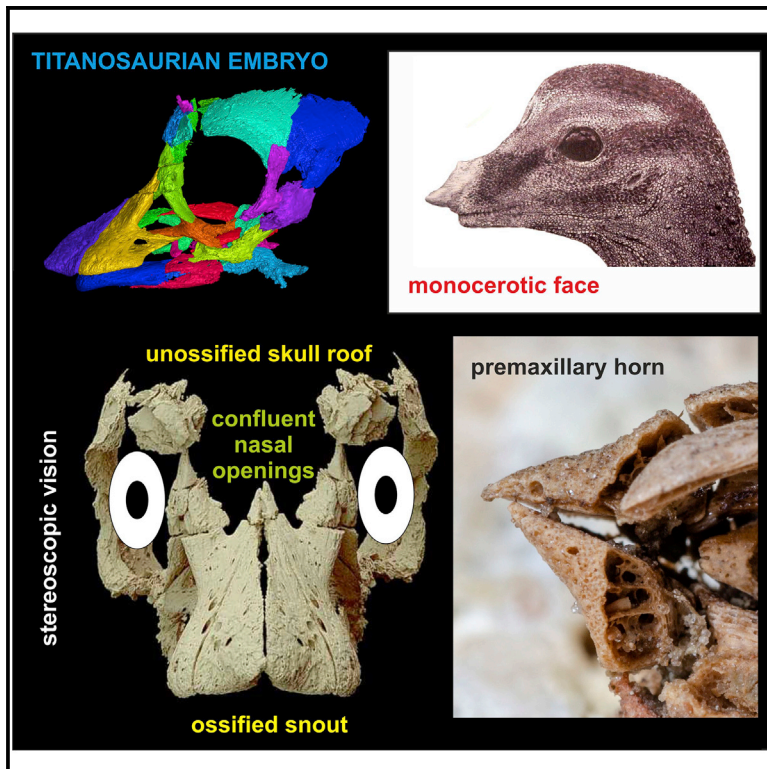 TITANOSAURIAN EMBRYO
monocerotic face
unossified skull roof
confluent
nasal
openings
stereoscopic vision
ossified snout
premaxillary horn